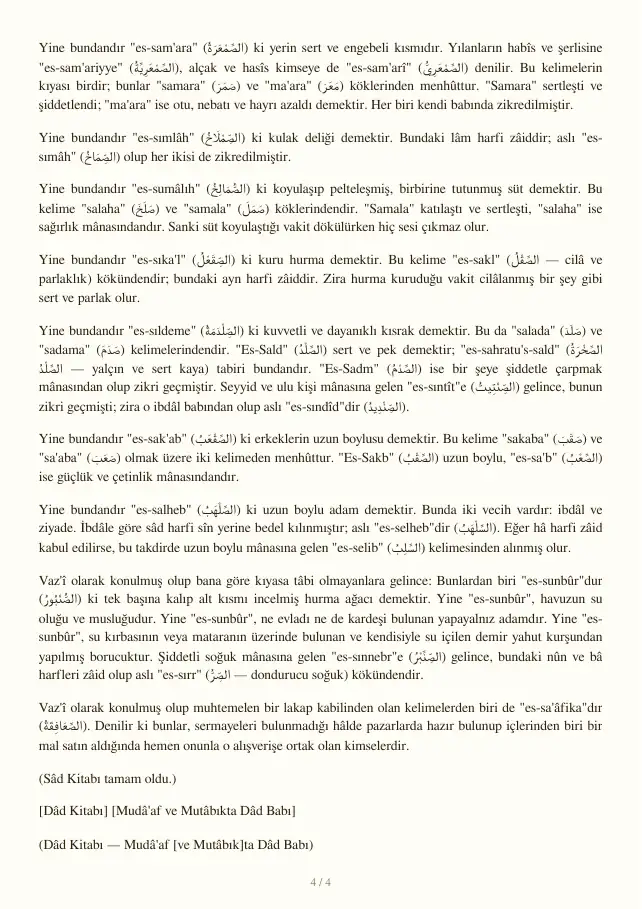 Yine bundandır "es-sam'ara" (الصَّمْعَرَةُ) ki yerin sert ve engebeli kısmıdır. Yılanların habîs ve şerlisine
"es-sam'ariyye" (الصَّمْعَرِيَّةُ), alçak ve hasîs kimseye de "es-sam'arî" (الصَّمْعَرِيُّ) denilir. Bu kelimelerin
kıyası birdir; bunlar "samara" (صَمَرَ) ve "ma'ara" (مَعَرَ) köklerinden menhûttur. "Samara" sertleşti ve
şiddetlendi; "ma'ara" ise otu, nebatı ve hayrı azaldı demektir. Her biri kendi babında zikredilmiştir.

Yine bundandır "es-sımlâh" (الصِّمْلَاخُ) ki kulak deliği demektir. Bundaki lâm harfi zâiddir; aslı "es-
sımâh" (الصِّمَاخُ) olup her ikisi de zikredilmiştir.

Yine bundandır "es-sumâlıh" (الصُّمَالِخُ) ki koyulaşıp pelteleşmiş, birbirine tutunmuş süt demektir. Bu
kelime "salaha" (صَلَخَ) ve "samala" (صَمَلَ) köklerindendir. "Samala" katılaştı ve sertleşti, "salaha" ise
sağırlık mânasındandır. Sanki süt koyulaştığı vakit dökülürken hiç sesi çıkmaz olur.

Yine bundandır "es-sıka'l" (الصِّقَعْلُ) ki kuru hurma demektir. Bu kelime "es-sakl" (الصَّقْلُ — cilâ ve
parlaklık) kökündendir; bundaki ayn harfi zâiddir. Zira hurma kuruduğu vakit cilâlanmış bir şey gibi
sert ve parlak olur.

Yine bundandır "es-sıldeme" (الصِّلْدَمَةُ) ki kuvvetli ve dayanıklı kısrak demektir. Bu da "salada" (صَلَدَ) ve
"sadama" (صَدَمَ) kelimelerindendir. "Es-Sald" (الصَّلْدُ) sert ve pek demektir; "es-sahratu's-sald" (الصَّخْرَةُ
الصَّلْدُ — yalçın ve sert kaya) tabiri bundandır. "Es-Sadm" (الصَّدْمُ) ise bir şeye şiddetle çarpmak
mânasından olup zikri geçmiştir. Seyyid ve ulu kişi mânasına gelen "es-sıntît"e (الصِّنْتِيتُ) gelince, bunun
zikri geçmişti; zira o ibdâl babından olup aslı "es-sındîd"dir (الصِّنْدِيدُ).

Yine bundandır "es-sak'ab" (الصَّقْعَبُ) ki erkeklerin uzun boylusu demektir. Bu kelime "sakaba" (صَقَبَ) ve
"sa'aba" (صَعَبَ) olmak üzere iki kelimeden menhûttur. "Es-Sakb" (الصَّقْبُ) uzun boylu, "es-sa'b" (الصَّعْبُ)
ise güçlük ve çetinlik mânasındandır.

Yine bundandır "es-salheb" (الصَّلْهَبُ) ki uzun boylu adam demektir. Bunda iki vecih vardır: ibdâl ve
ziyade. İbdâle göre sâd harfi sîn yerine bedel kılınmıştır; aslı "es-selheb"dir (السَّلْهَبُ). Eğer hâ harfi zâid
kabul edilirse, bu takdirde uzun boylu mânasına gelen "es-selib" (السَّلِبُ) kelimesinden alınmış olur.

Vaz'î olarak konulmuş olup bana göre kıyasa tâbi olmayanlara gelince: Bunlardan biri "es-sunbûr"dur
(الصُّنْبُورُ) ki tek başına kalıp alt kısmı incelmiş hurma ağacı demektir. Yine "es-sunbûr", havuzun su
oluğu ve musluğudur. Yine "es-sunbûr", ne evladı ne de kardeşi bulunan yapayalnız adamdır. Yine "es-
sunbûr", su kırbasının veya mataranın üzerinde bulunan ve kendisiyle su içilen demir yahut kurşundan
yapılmış borucuktur. Şiddetli soğuk mânasına gelen "es-sınnebr"e (الصِّنَّبْرُ) gelince, bundaki nûn ve bâ
harfleri zâid olup aslı "es-sırr" (الصِّرُّ — dondurucu soğuk) kökündendir.

Vaz'î olarak konulmuş olup muhtemelen bir lakap kabilinden olan kelimelerden biri de "es-sa'âfika"dır
(الصَّعَافِقَةُ). Denilir ki bunlar, sermayeleri bulunmadığı hâlde pazarlarda hazır bulunup içlerinden biri bir
mal satın aldığında hemen onunla o alışverişe ortak olan kimselerdir.

(Sâd Kitabı tamam oldu.)

[Dâd Kitabı] [Mudâ'af ve Mutâbıkta Dâd Babı]

(Dâd Kitabı — Mudâ'af [ve Mutâbık]ta Dâd Babı)

4 / 4